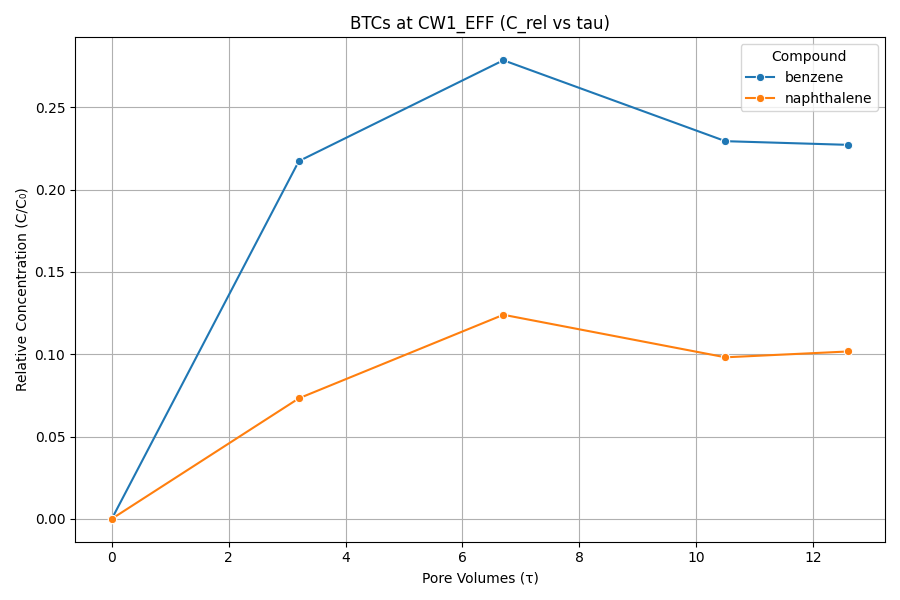 BTCs at CW1_EFF (C_rel vs tau)
Compound
benzene
naphthalene
Relative Concentration (C/C₀)
0.25
0.20
0.15
0.10
0.05
0.00
0 2 4 6 8 10 12
Pore Volumes (τ)